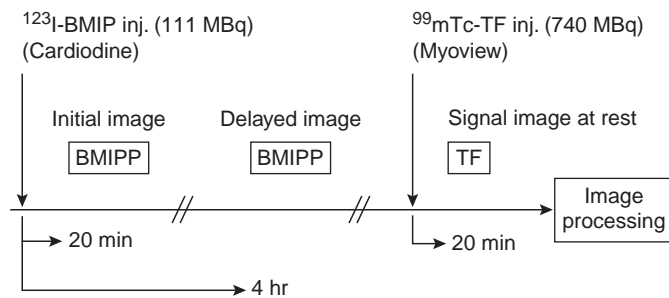 123I-BMIP inj. (111 MBq)
(Cardiodine)
99mTc-TF inj. (740 MBq)
(Myoview)
Initial image
Delayed image
Signal image at rest
BMIPP
BMIPP
TF
Image
processing
20 min
20 min
4 hr